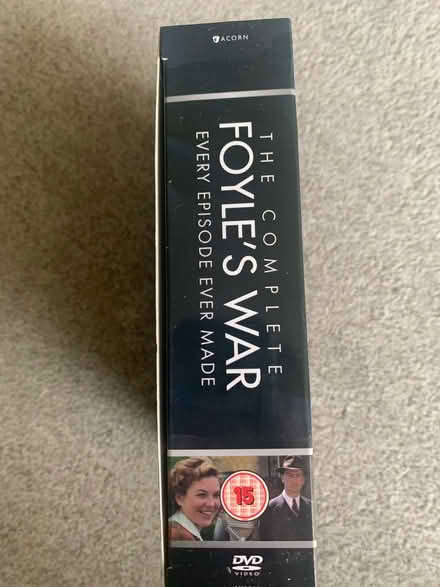 ACORN
THE COMPLETE
FOYLE'S WAR
EVERY EPISODE EVER MADE
15
DVD
VIDEO